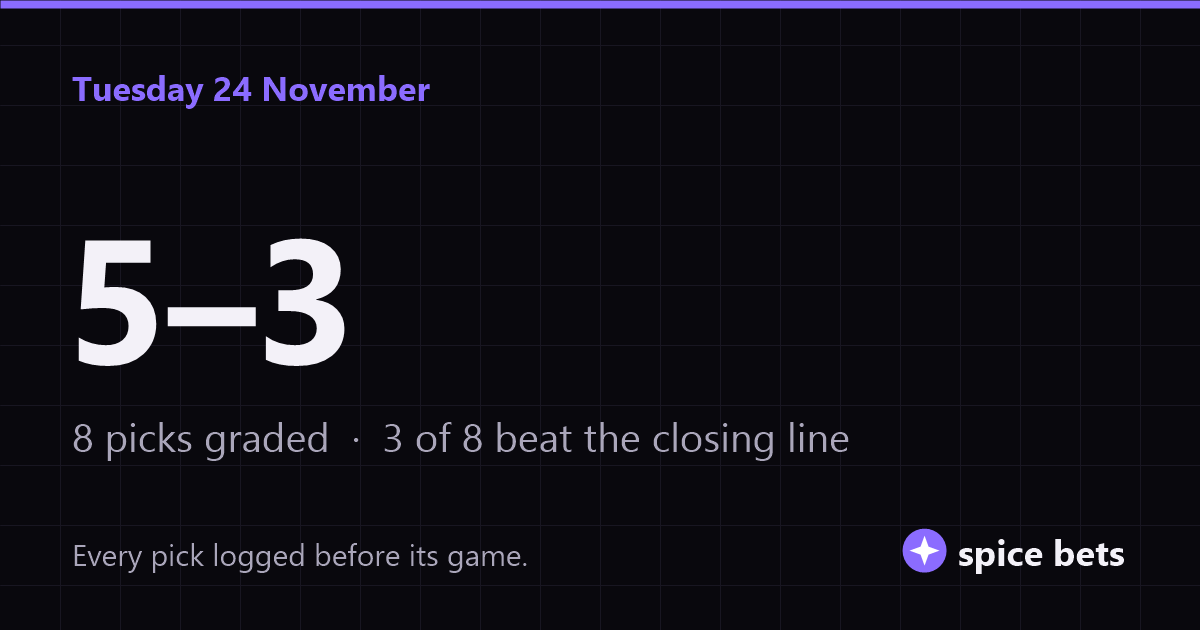 Tuesday 24 November
5–3
8 picks graded · 3 of 8 beat the closing line
Every pick logged before its game.
spice bets